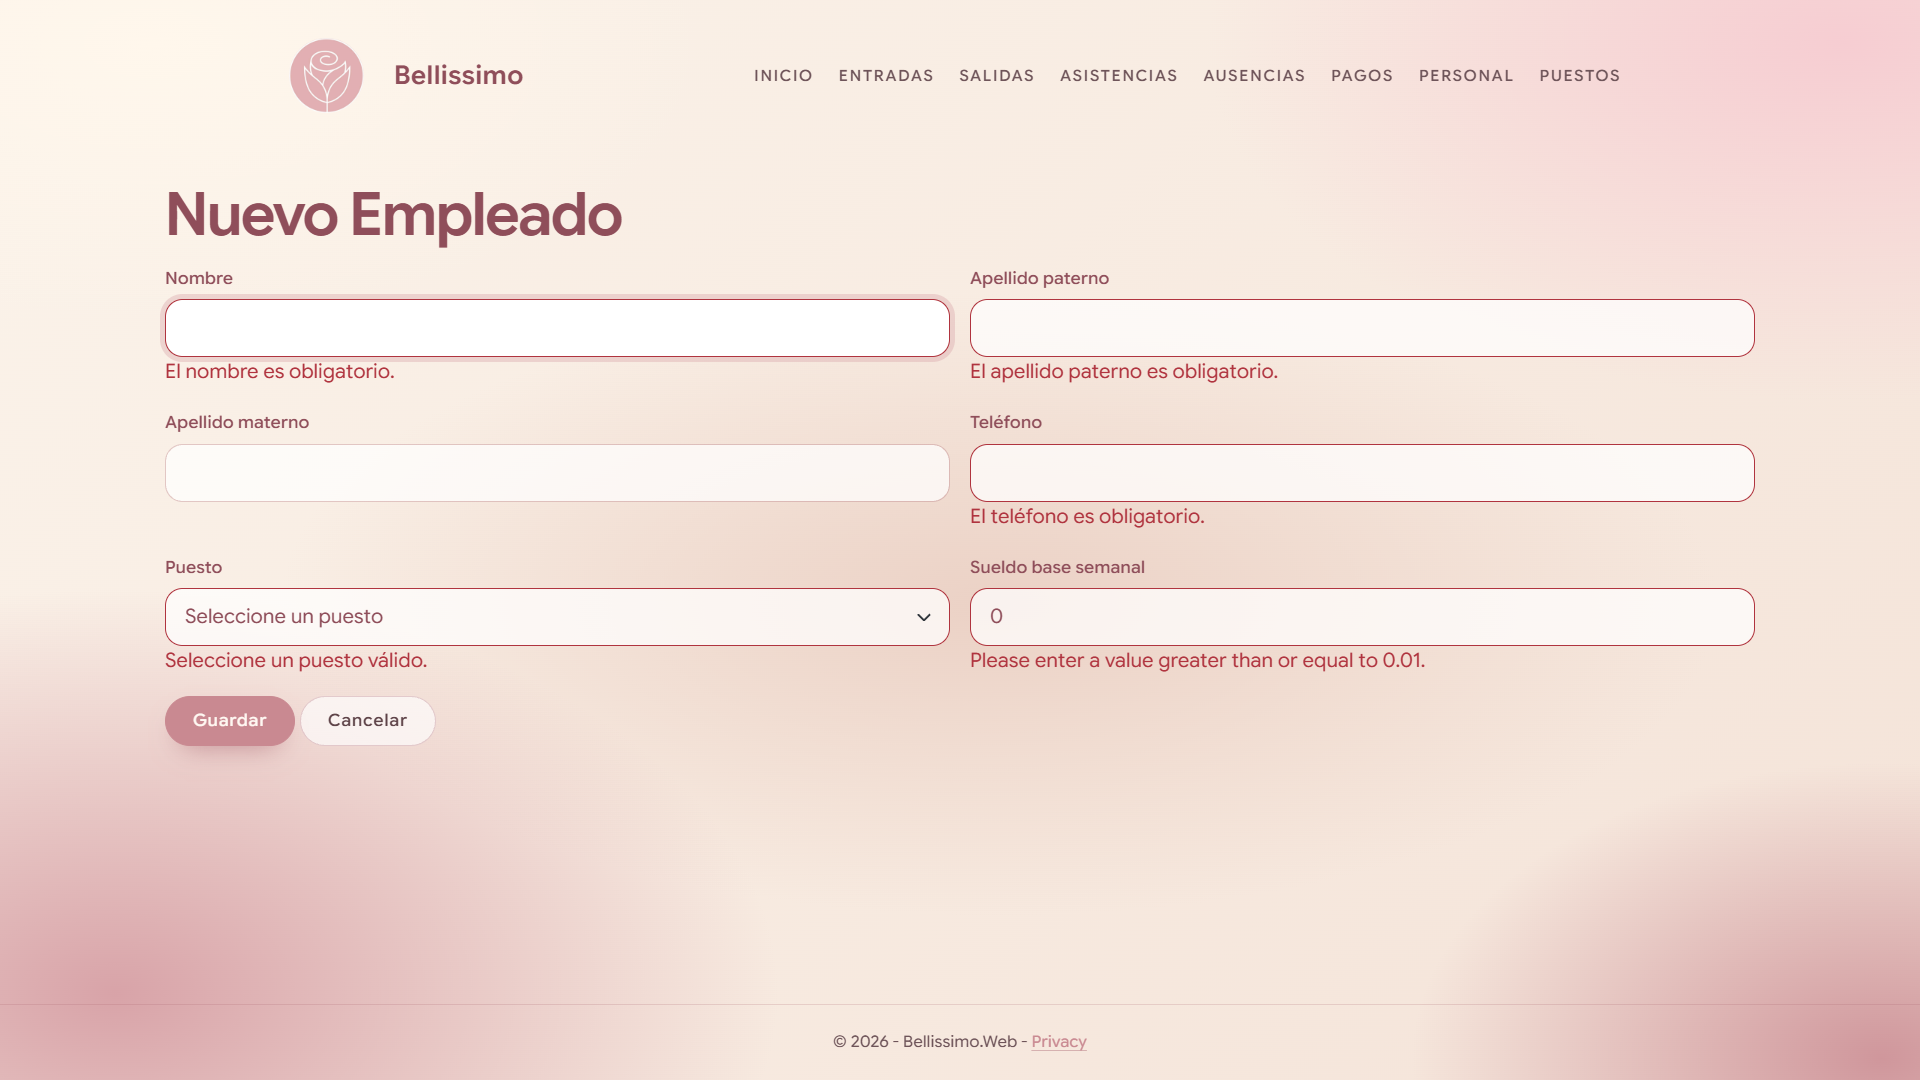 Bellissimo
INICIO ENTRADAS SALIDAS ASISTENCIAS AUSENCIAS PAGOS PERSONAL PUESTOS
Nuevo Empleado
Nombre
El nombre es obligatorio.
Apellido paterno
El apellido paterno es obligatorio.
Apellido materno
Teléfono
El teléfono es obligatorio.
Puesto
Seleccione un puesto
Seleccione un puesto válido.
Sueldo base semanal
0
Please enter a value greater than or equal to 0.01.
Guardar Cancelar
© 2026 - Bellissimo.Web - Privacy